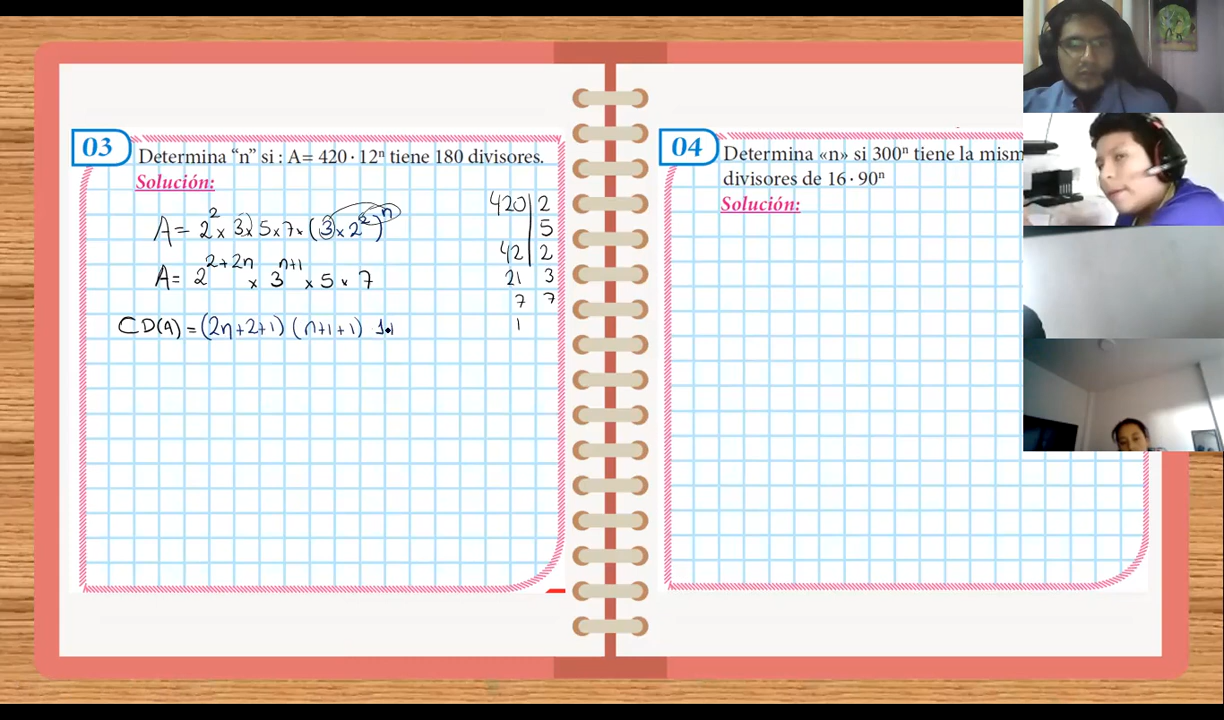 03
Determina “n” si : A= 420 · 12ⁿ tiene 180 divisores.
Solución:
A= 2² × 3 × 5 × 7 × (3 × 2²)ⁿ
A= 2²⁺²ⁿ × 3ⁿ⁺¹ × 5 × 7
CD(A) = (2n+2+1) (n+1+1)
420 | 2
5
42 | 2
21 3
7 7
1
04
Determina «n» si 300ⁿ tiene la mism
divisores de 16 · 90ⁿ
Solución: